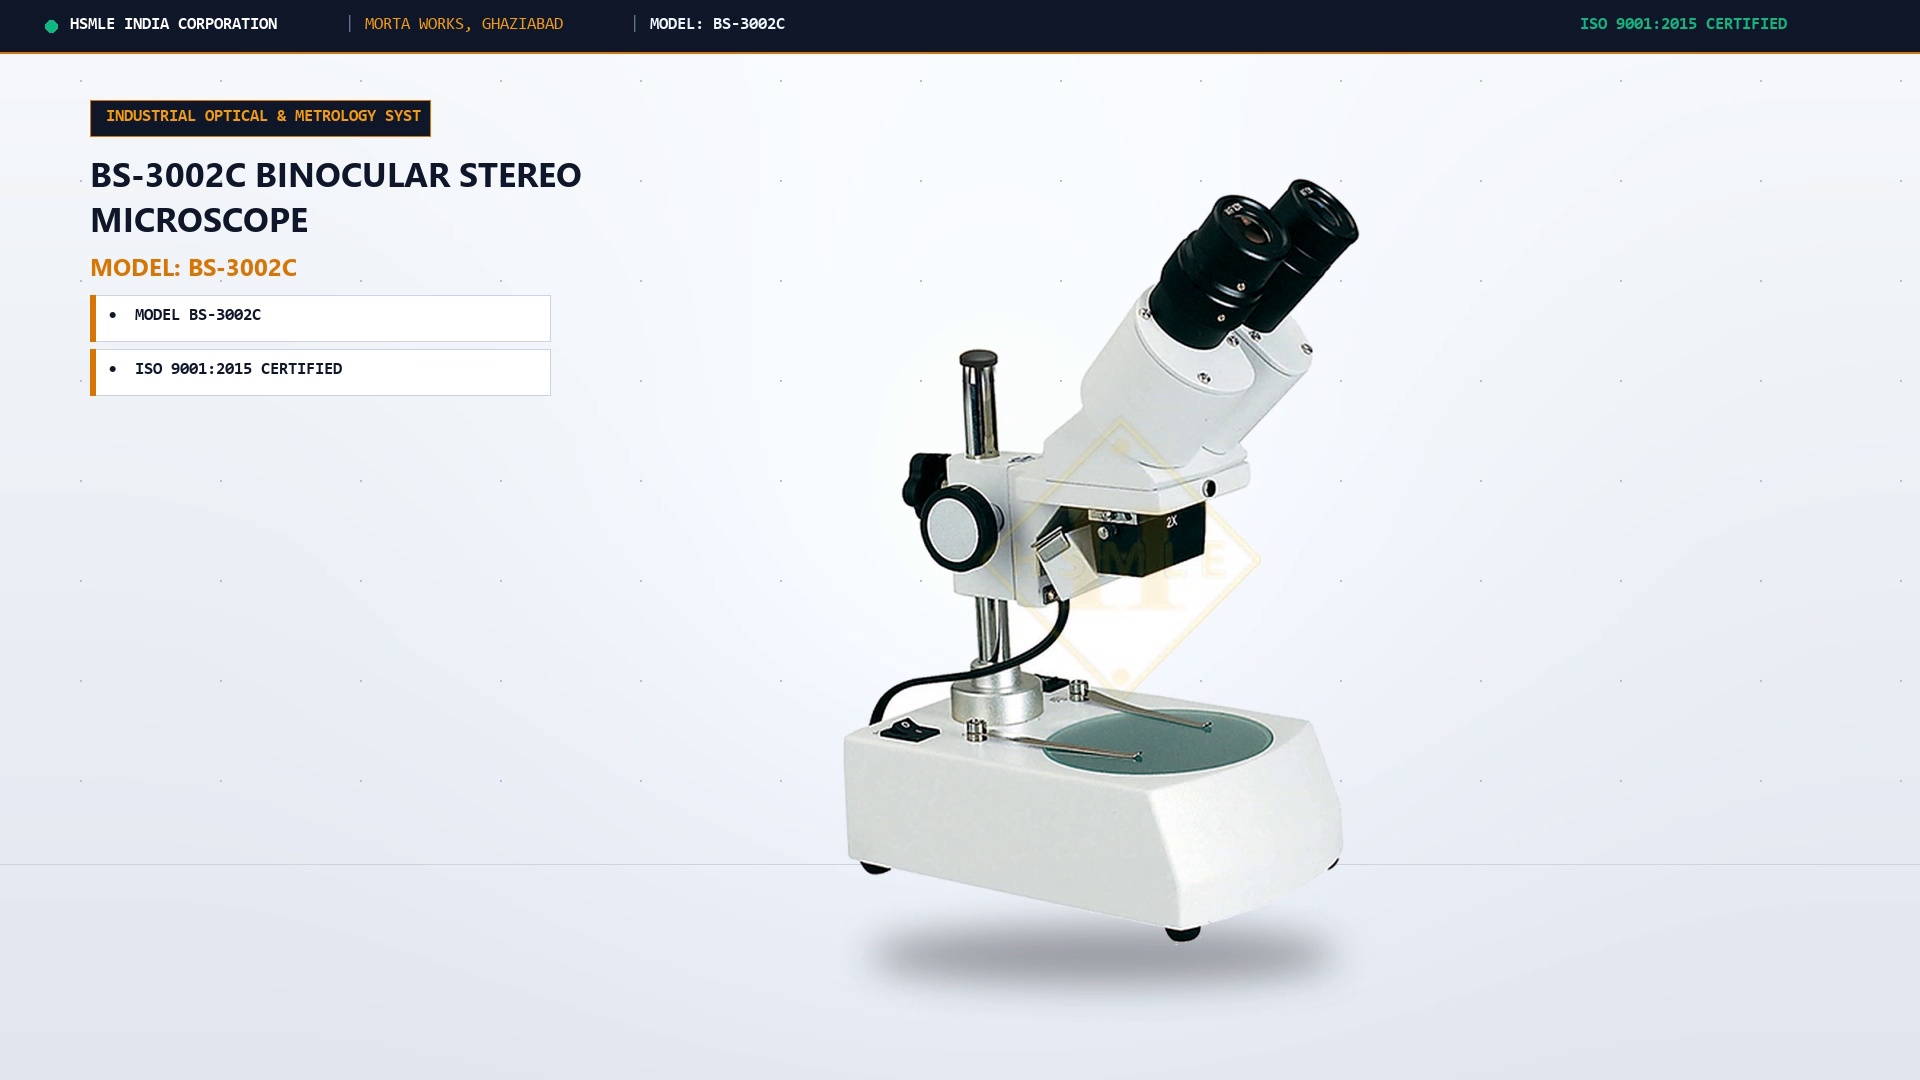 HSMLE INDIA CORPORATION
MORTA WORKS, GHAZIABAD
MODEL: BS-3002C
ISO 9001:2015 CERTIFIED
INDUSTRIAL OPTICAL & METROLOGY SYST
BS-3002C BINOCULAR STEREO
MICROSCOPE
MODEL: BS-3002C
• MODEL BS-3002C
• ISO 9001:2015 CERTIFIED
2X
HSMLE